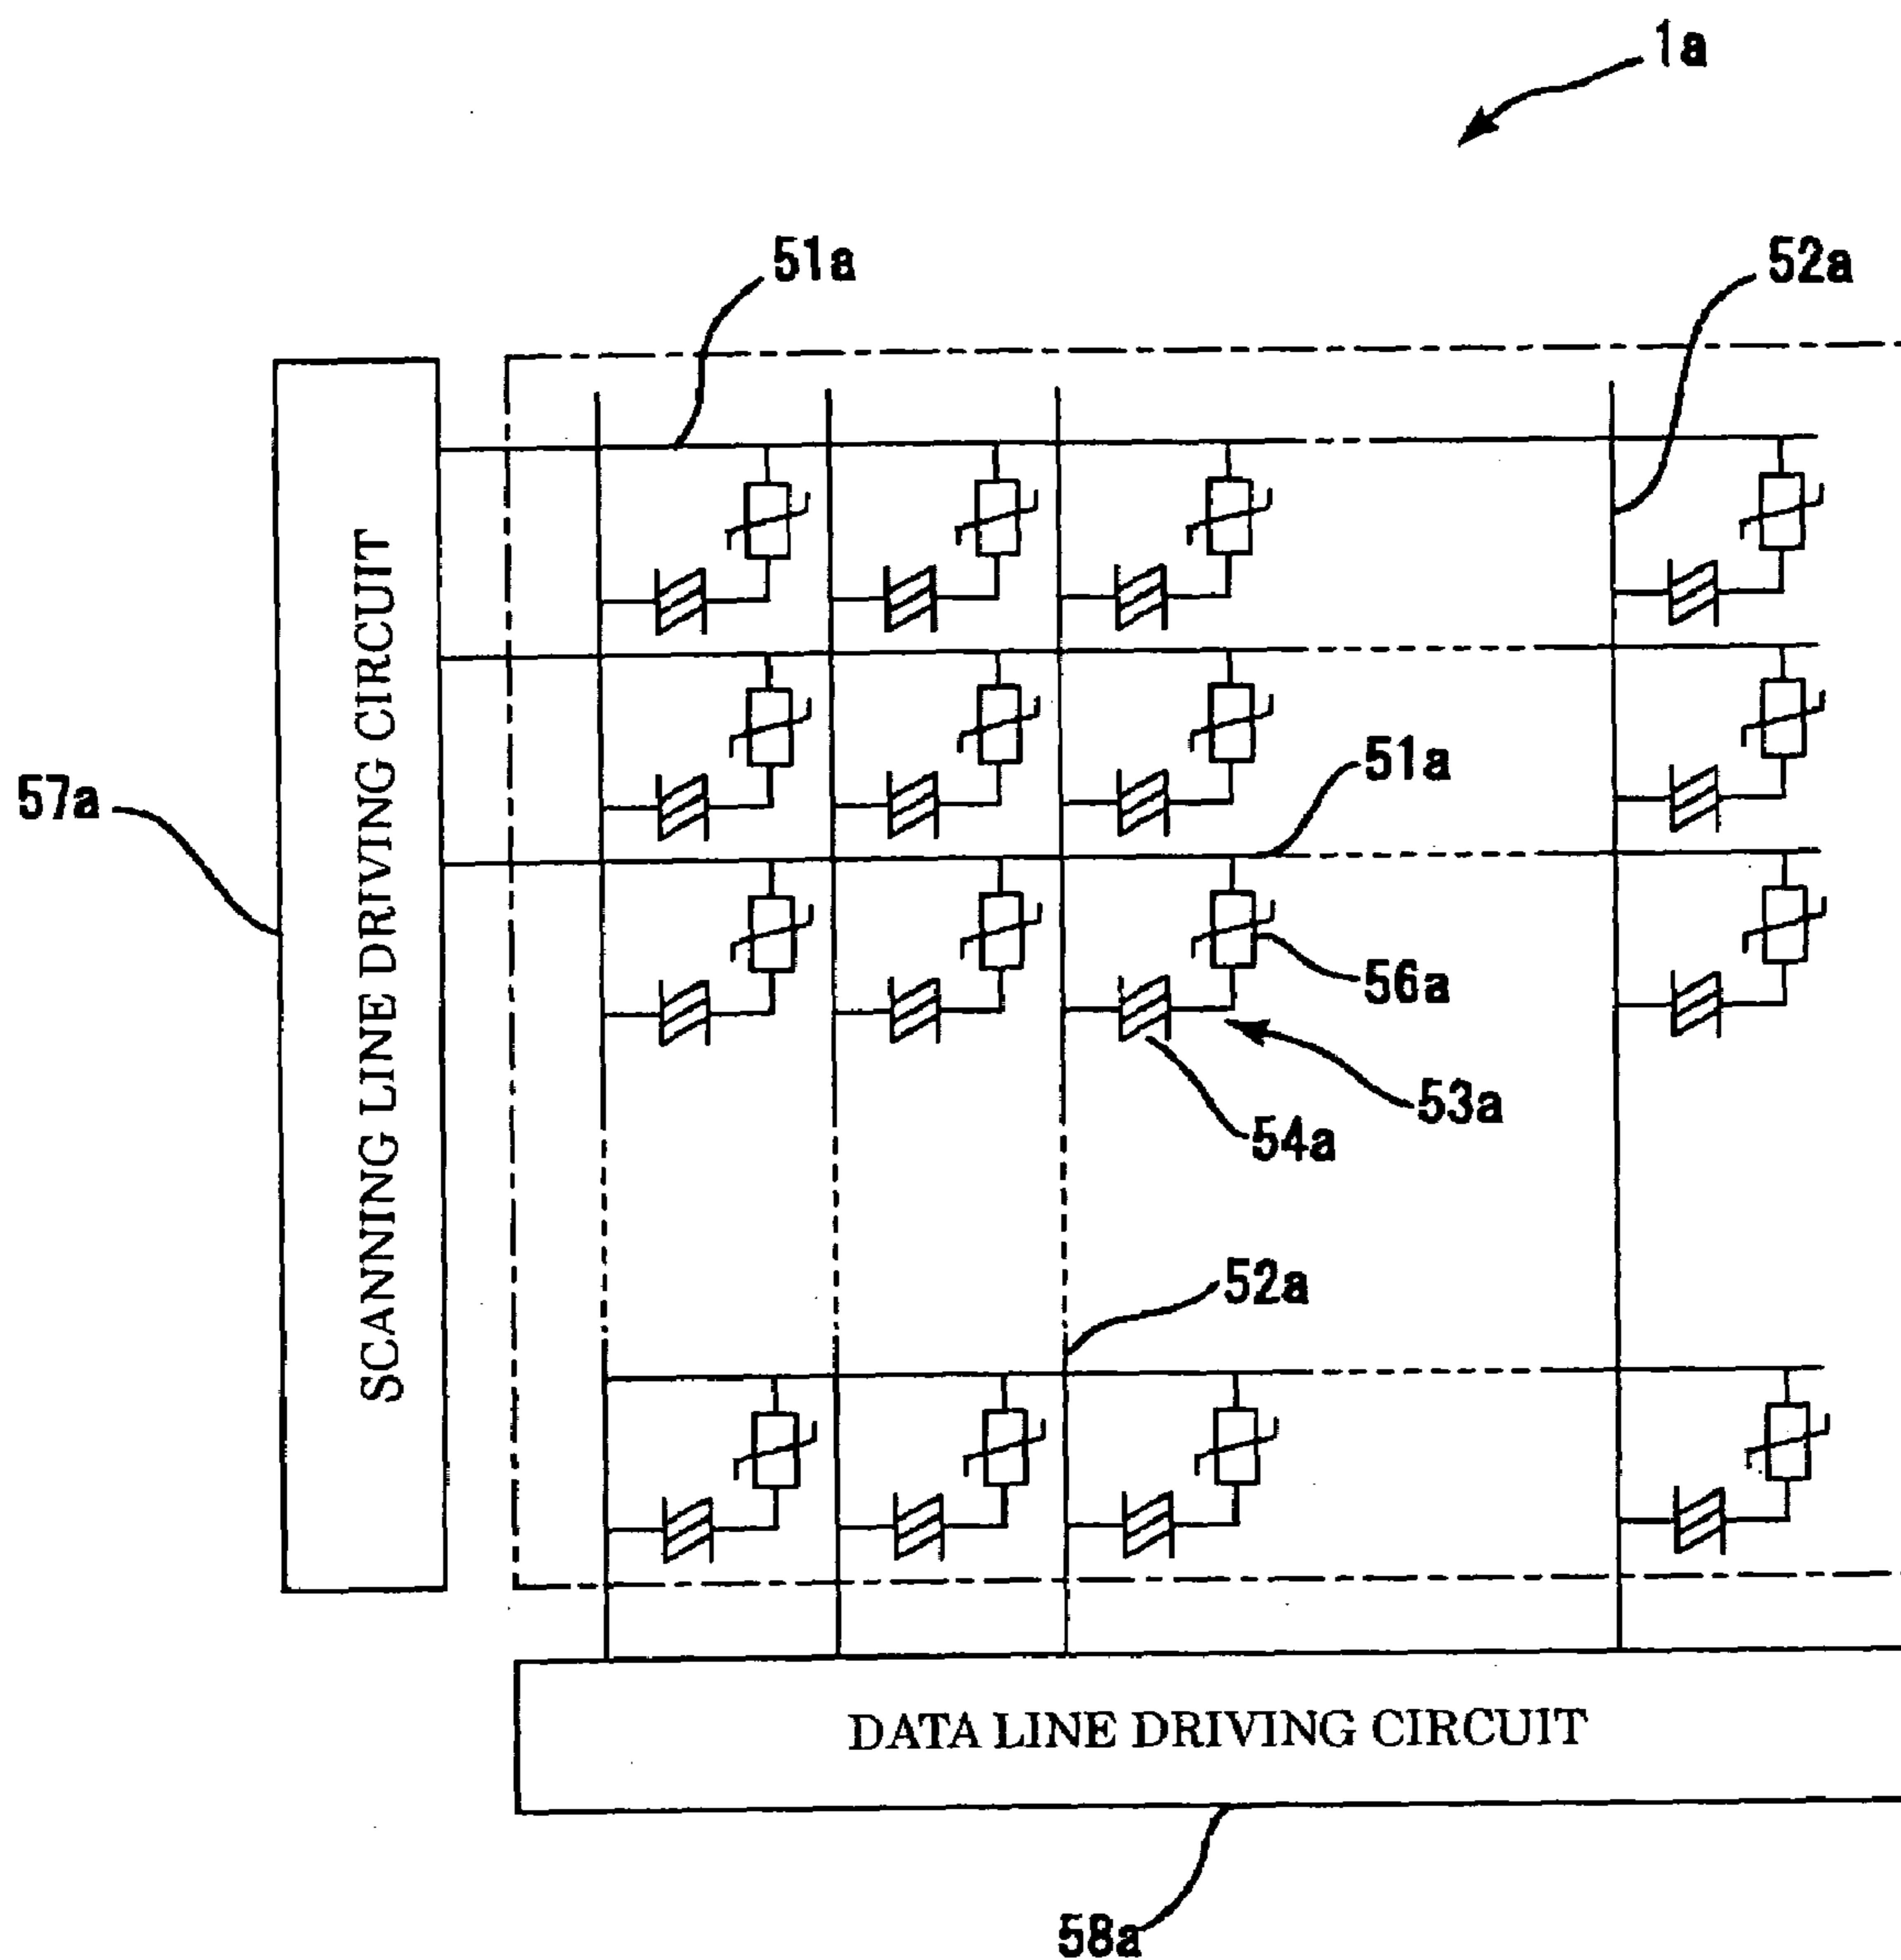 1a
51a
52a
57a
SCANNING LINE DRIVING CIRCUIT
51a
56a
53a
54a
52a
DATA LINE DRIVING CIRCUIT
58a